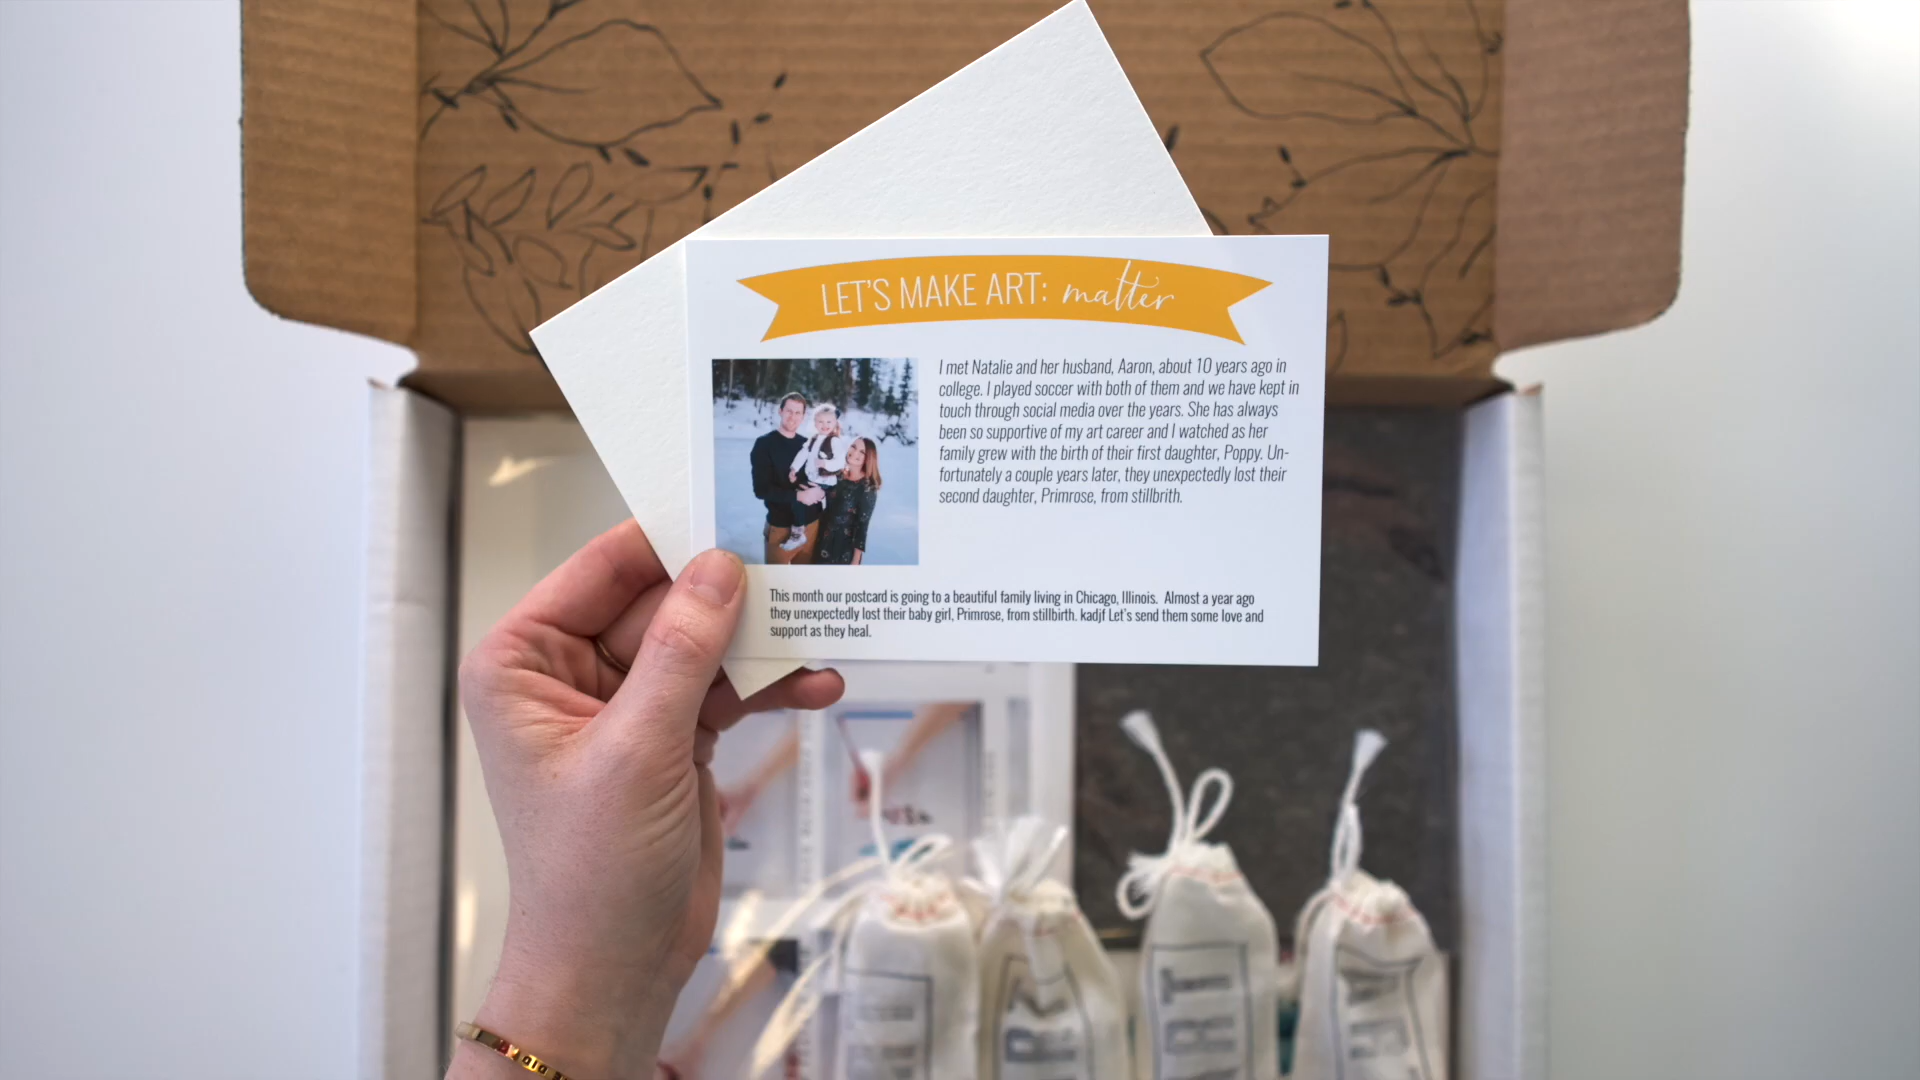 LET'S MAKE ART: matter
I met Natalie and her husband, Aaron, about 10 years ago in
college. I played soccer with both of them and we have kept in
touch through social media over the years. She has always
been so supportive of my art career and I watched as her
family grew with the birth of their first daughter, Poppy. Un-
fortunately a couple years later, they unexpectedly lost their
second daughter, Primrose, from stillbrith.
This month our postcard is going to a beautiful family living in Chicago, Illinois. Almost a year ago
they unexpectedly lost their baby girl, Primrose, from stillbirth. kadjf Let's send them some love and
support as they heal.